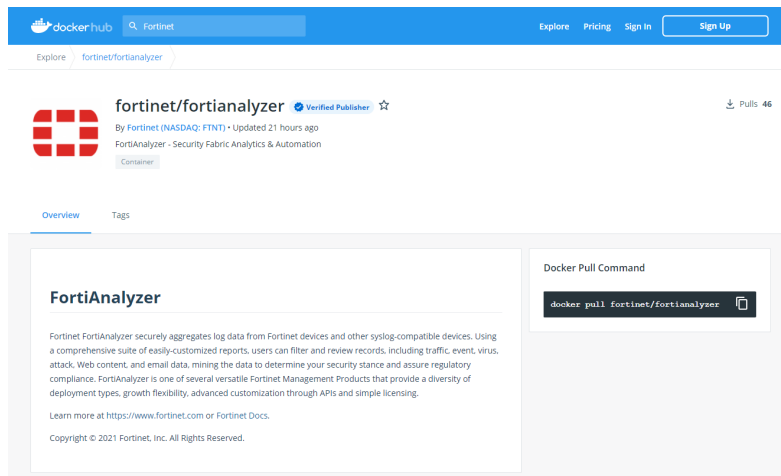 dockerhub
Fortinet
Explore Pricing Sign In Sign Up
Explore fortinet/fortianalyzer
fortinet/fortianalyzer Verified Publisher
Pulls 46
By Fortinet (NASDAQ: FTNT) • Updated 21 hours ago
FortiAnalyzer - Security Fabric Analytics & Automation
Container
Overview Tags
FortiAnalyzer
Fortinet FortiAnalyzer securely aggregates log data from Fortinet devices and other syslog-compatible devices. Using
a comprehensive suite of easily-customized reports, users can filter and review records, including traffic, event, virus,
attack, Web content, and email data, mining the data to determine your security stance and assure regulatory
compliance. FortiAnalyzer is one of several versatile Fortinet Management Products that provide a diversity of
deployment types, growth flexibility, advanced customization through APIs and simple licensing.
Learn more at https://www.fortinet.com or Fortinet Docs.
Copyright © 2021 Fortinet, Inc. All Rights Reserved.
Docker Pull Command
docker pull fortinet/fortianalyzer